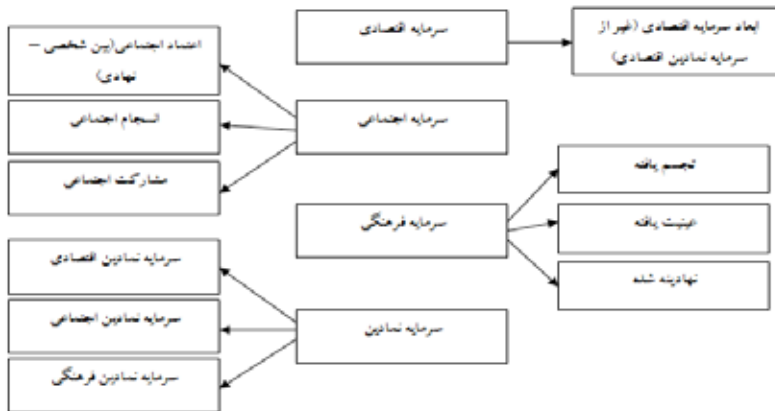 ابعاد سرمایه اقتصادی (غیر از
سرمایه نمادین اقتصادی)
سرمایه اقتصادی
اعتماد اجتماعی(بین شخصی –
نهادی)
سرمایه اجتماعی
انسجام اجتماعی
مشارکت اجتماعی
تجسم یافته
سرمایه فرهنگی
عینیت یافته
نهادینه شده
سرمایه نمادین اقتصادی
سرمایه نمادین
سرمایه نمادین اجتماعی
سرمایه نمادین فرهنگی